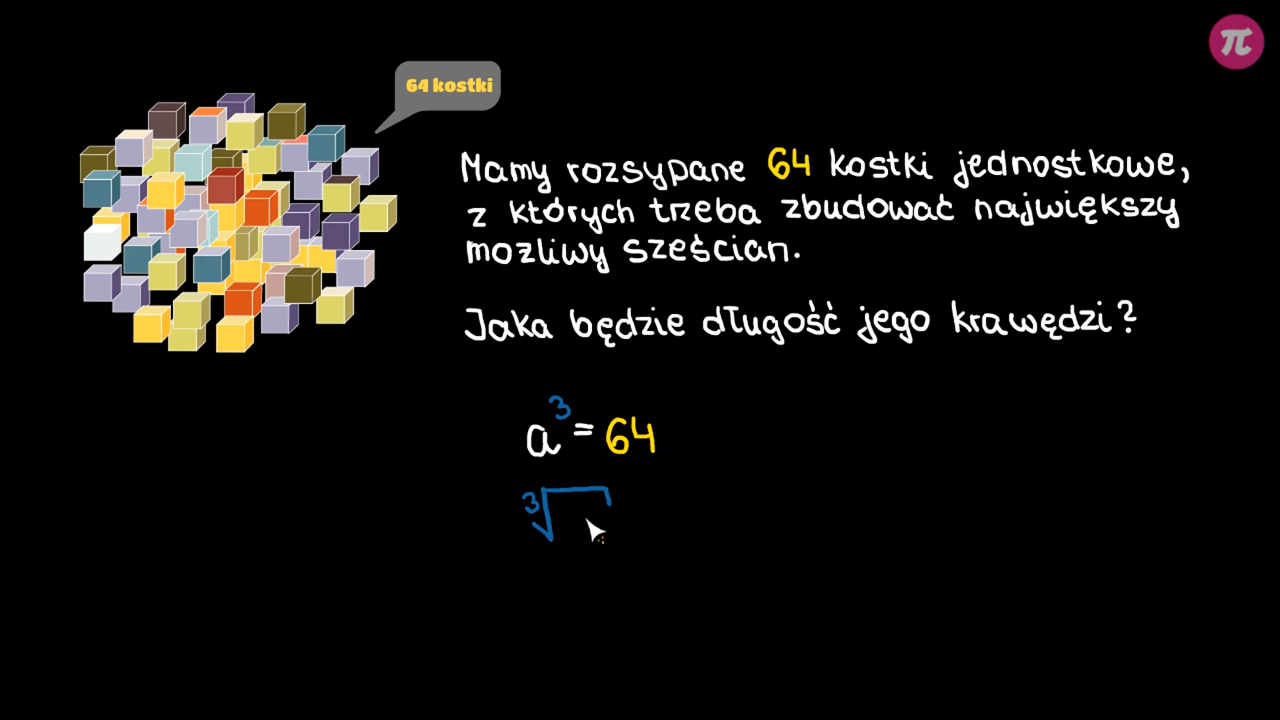 π
64 kostki
Mamy rozsypane 64 kostki jednostkowe,
z których trzeba zbudować największy
możliwy sześcian.
Jaka będzie długość jego krawędzi?
a³ = 64
∛